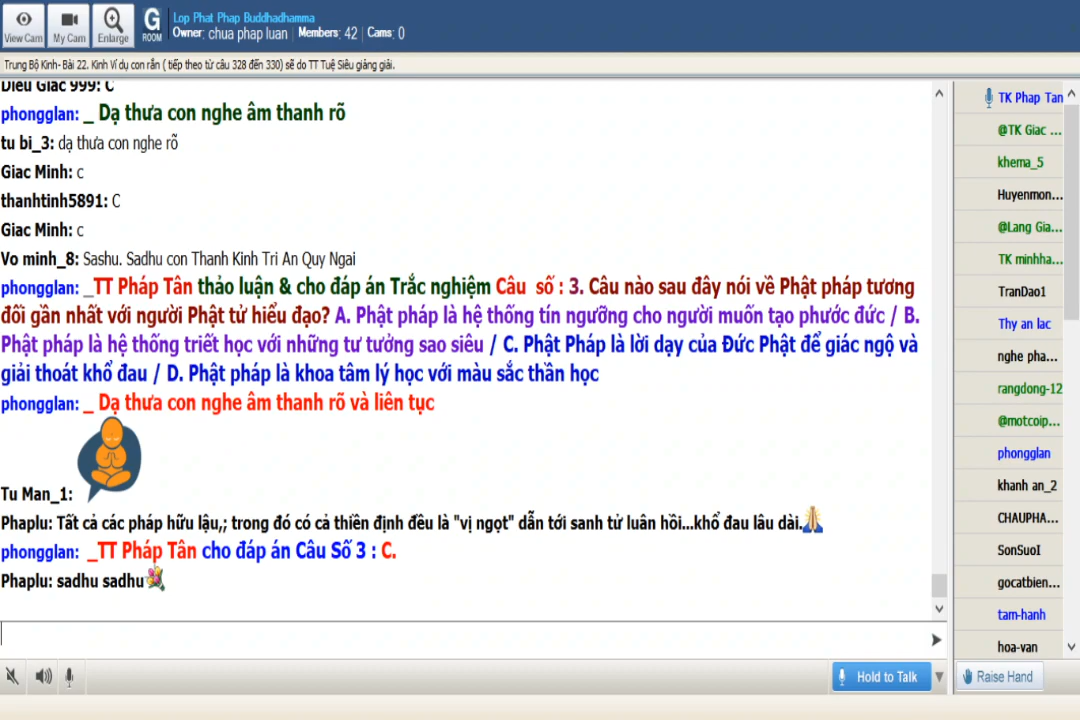 View Cam
My Cam
Enlarge
G
ROOM
Lop Phat Phap Buddhadhamma
Owner: chua phap luan | Members: 42 | Cams: 0
Trung Bộ Kinh- Bài 22. Kinh Ví dụ con rắn ( tiếp theo từ câu 328 đến 330) sẽ do TT Tuệ Siêu giảng giải.
Dieu Giac 999: C
phongglan: _ Dạ thưa con nghe âm thanh rõ
tu bi_3: dạ thưa con nghe rõ
Giac Minh: c
thanhtinh5891: C
Giac Minh: c
Vo minh_8: Sashu. Sadhu con Thanh Kinh Tri An Quy Ngai
phongglan: _TT Pháp Tân thảo luận & cho đáp án Trắc nghiệm Câu số : 3. Câu nào sau đây nói về Phật pháp tương
đối gần nhất với người Phật tử hiểu đạo? A. Phật pháp là hệ thống tín ngưỡng cho người muốn tạo phước đức / B.
Phật pháp là hệ thống triết học với những tư tưởng sao siêu / C. Phật Pháp là lời dạy của Đức Phật để giác ngộ và
giải thoát khổ đau / D. Phật pháp là khoa tâm lý học với màu sắc thần học
phongglan: _ Dạ thưa con nghe âm thanh rõ và liên tục
Tu Man_1:
Phaplu: Tất cả các pháp hữu lậu,; trong đó có cả thiền định đều là "vị ngọt" dẫn tới sanh tử luân hồi...khổ đau lâu dài.
phongglan: _TT Pháp Tân cho đáp án Câu Số 3 : C.
Phaplu: sadhu sadhu
TK Phap Tan
@TK Giac ...
khema_5
Huyenmon...
@Lang Gia...
TK minhha...
TranDao1
Thy an lac
nghe pha...
rangdong-12
@motcoip...
phongglan
khanh an_2
CHAUPHA...
SonSuoI
gocatbien...
tam-hanh
hoa-van
Hold to Talk
Raise Hand